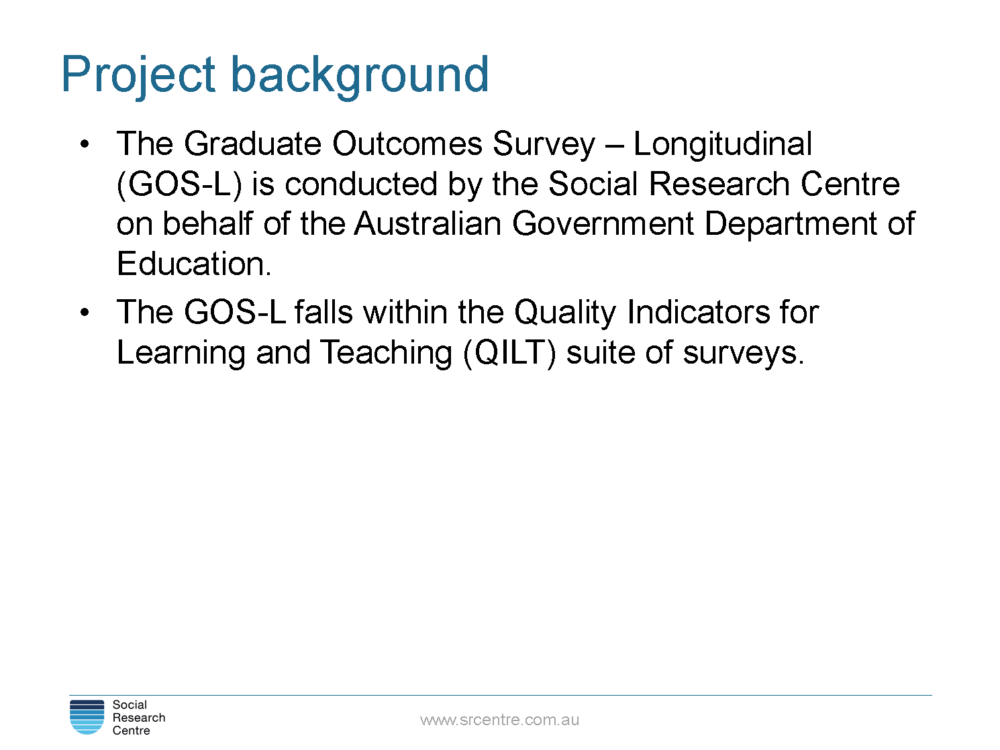 Project background
• The Graduate Outcomes Survey – Longitudinal
(GOS-L) is conducted by the Social Research Centre
on behalf of the Australian Government Department of
Education.
• The GOS-L falls within the Quality Indicators for
Learning and Teaching (QILT) suite of surveys.
Social
Research
Centre
www.srcentre.com.au